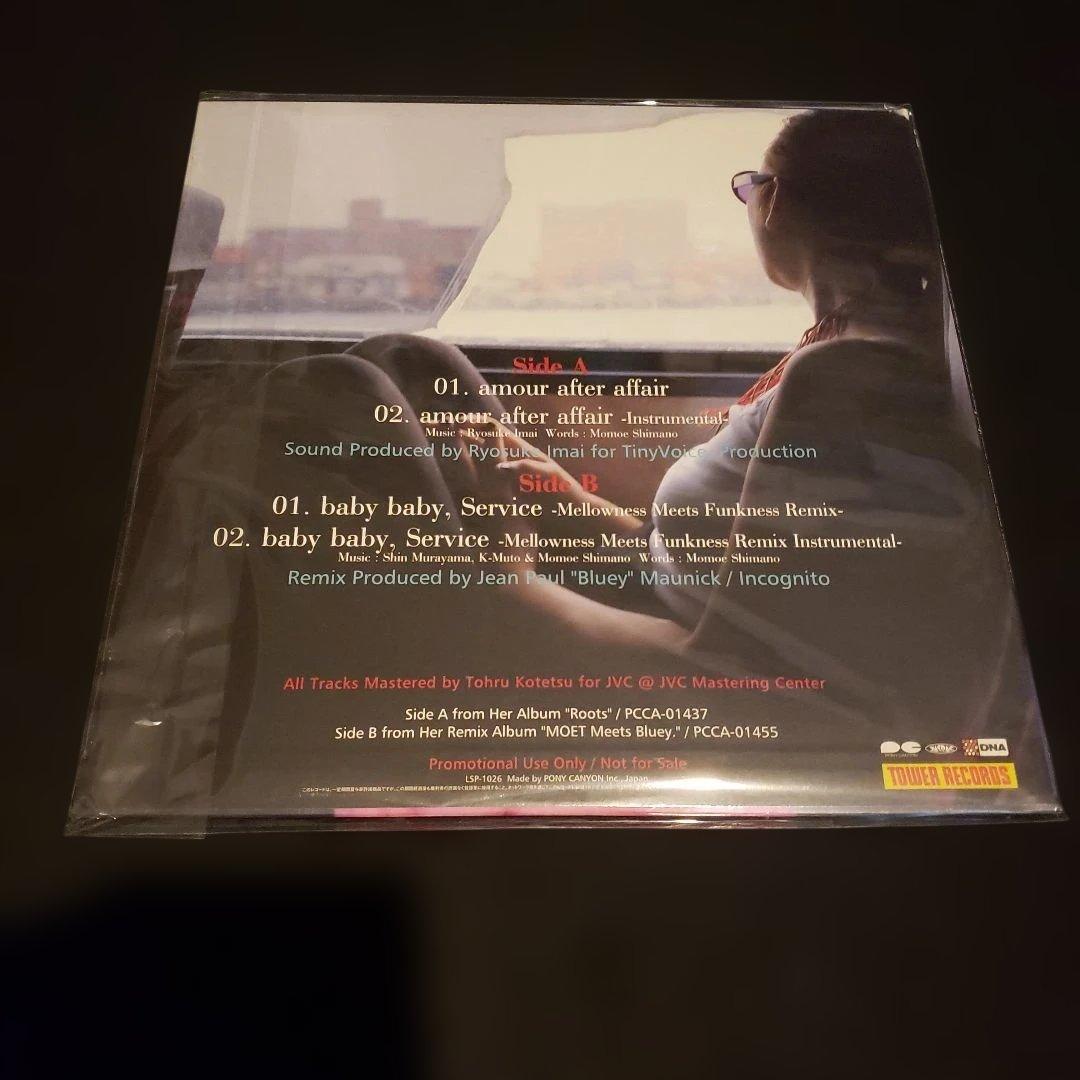 Side A
01. amour after affair
02. amour after affair -Instrumental-
Music : Ryosuke Imai Words : Momoe Shimano
Sound Produced by Ryosuke Imai for TinyVoice, Production
Side B
01. baby baby, Service -Mellowness Meets Funkness Remix-
02. baby baby, Service -Mellowness Meets Funkness Remix Instrumental-
Music : Shin Murayama, K-Muto & Momoe Shimano Words : Momoe Shimano
Remix Produced by Jean Paul "Bluey" Maunick / Incognito
All Tracks Mastered by Tohru Kotetsu for JVC @ JVC Mastering Center
Side A from Her Album "Roots" / PCCA-01437
Side B from Her Remix Album "MOET Meets Bluey." / PCCA-01455
Promotional Use Only / Not for Sale
LSP-1026 Made by PONY CANYON Inc., Japan
PC
PONY CANYON
DNA
TOWER RECORDS